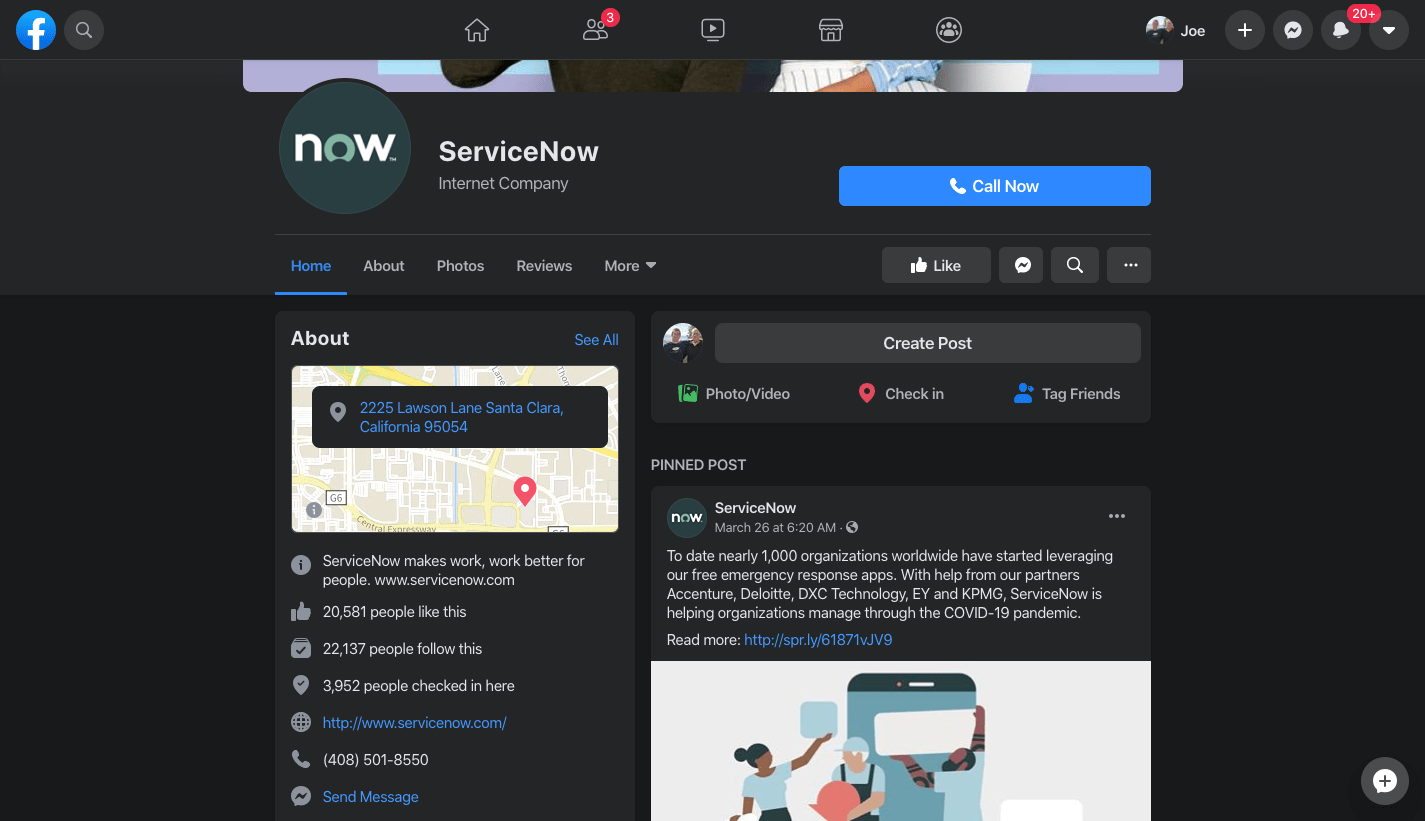 3
Joe
20+
now™
ServiceNow
Internet Company
Call Now
Home
About
Photos
Reviews
More
Like
About
See All
2225 Lawson Lane Santa Clara,
California 95054
G6
Central Expressway
ServiceNow makes work, work better for
people. www.servicenow.com
20,581 people like this
22,137 people follow this
3,952 people checked in here
http://www.servicenow.com/
(408) 501-8550
Send Message
Create Post
Photo/Video
Check in
Tag Friends
PINNED POST
now
ServiceNow
March 26 at 6:20 AM ·
To date nearly 1,000 organizations worldwide have started leveraging
our free emergency response apps. With help from our partners
Accenture, Deloitte, DXC Technology, EY and KPMG, ServiceNow is
helping organizations manage through the COVID-19 pandemic.
Read more: http://spr.ly/61871vJV9